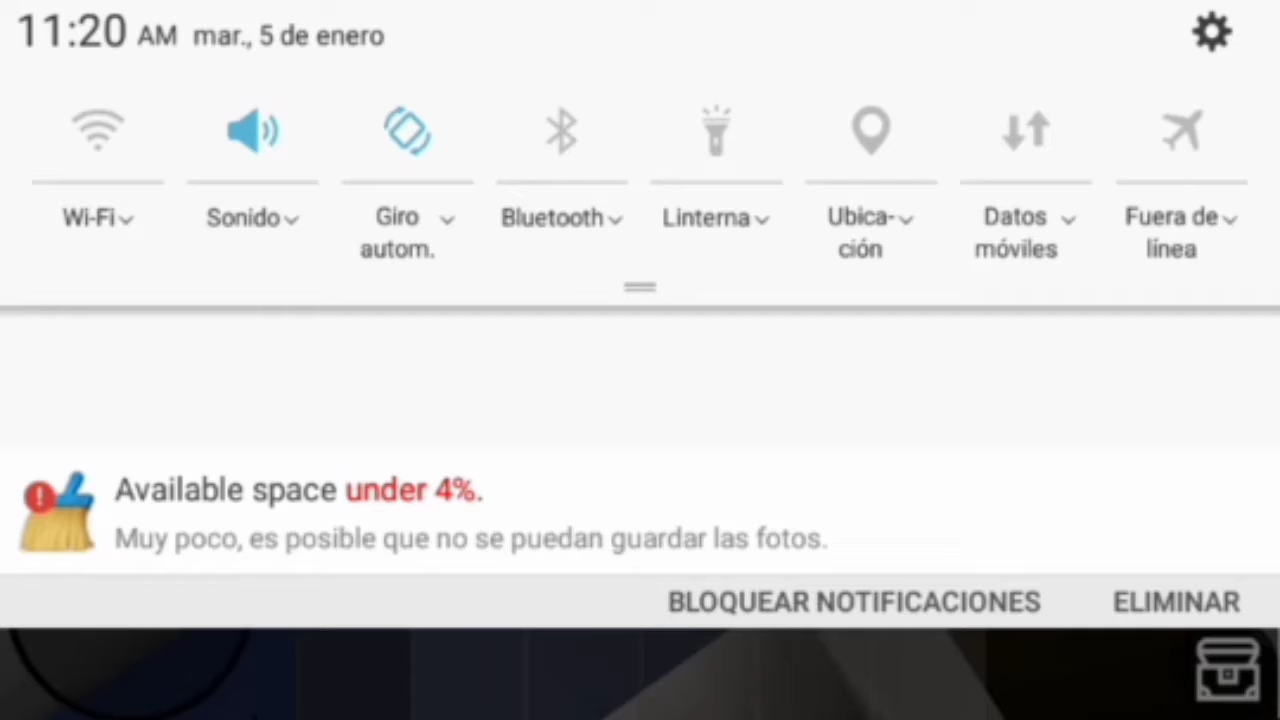 11:20 AM mar., 5 de enero
Wi-Fi
Sonido
Giro
autom.
Bluetooth
Linterna
Ubica-
ción
Datos
móviles
Fuera de
línea
Available space under 4%.
Muy poco, es posible que no se puedan guardar las fotos.
BLOQUEAR NOTIFICACIONES ELIMINAR